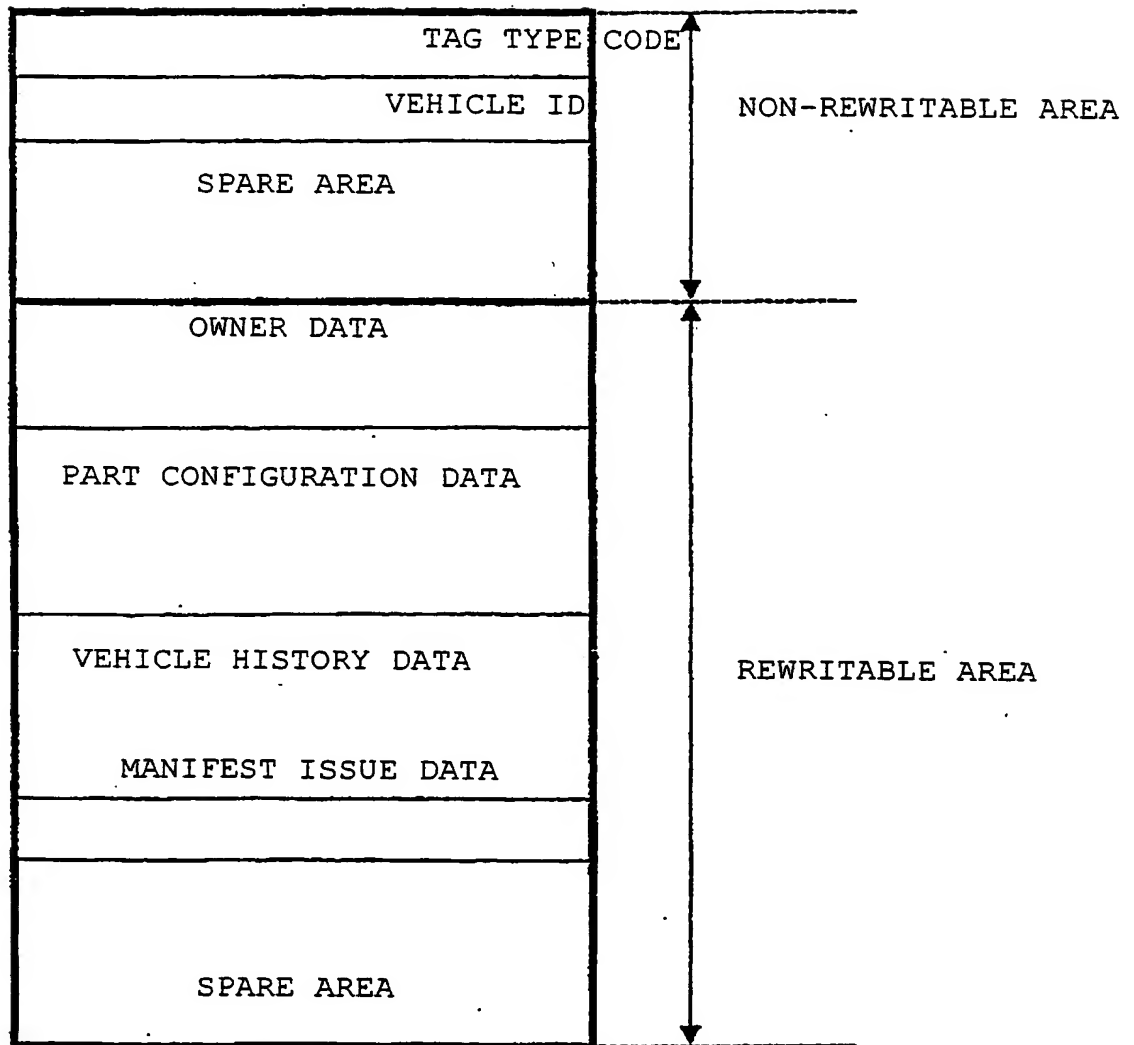 TAG TYPE CODE
VEHICLE ID
NON-REWRITABLE AREA
SPARE AREA
OWNER DATA
PART CONFIGURATION DATA
VEHICLE HISTORY DATA
REWRITABLE AREA
MANIFEST ISSUE DATA
SPARE AREA